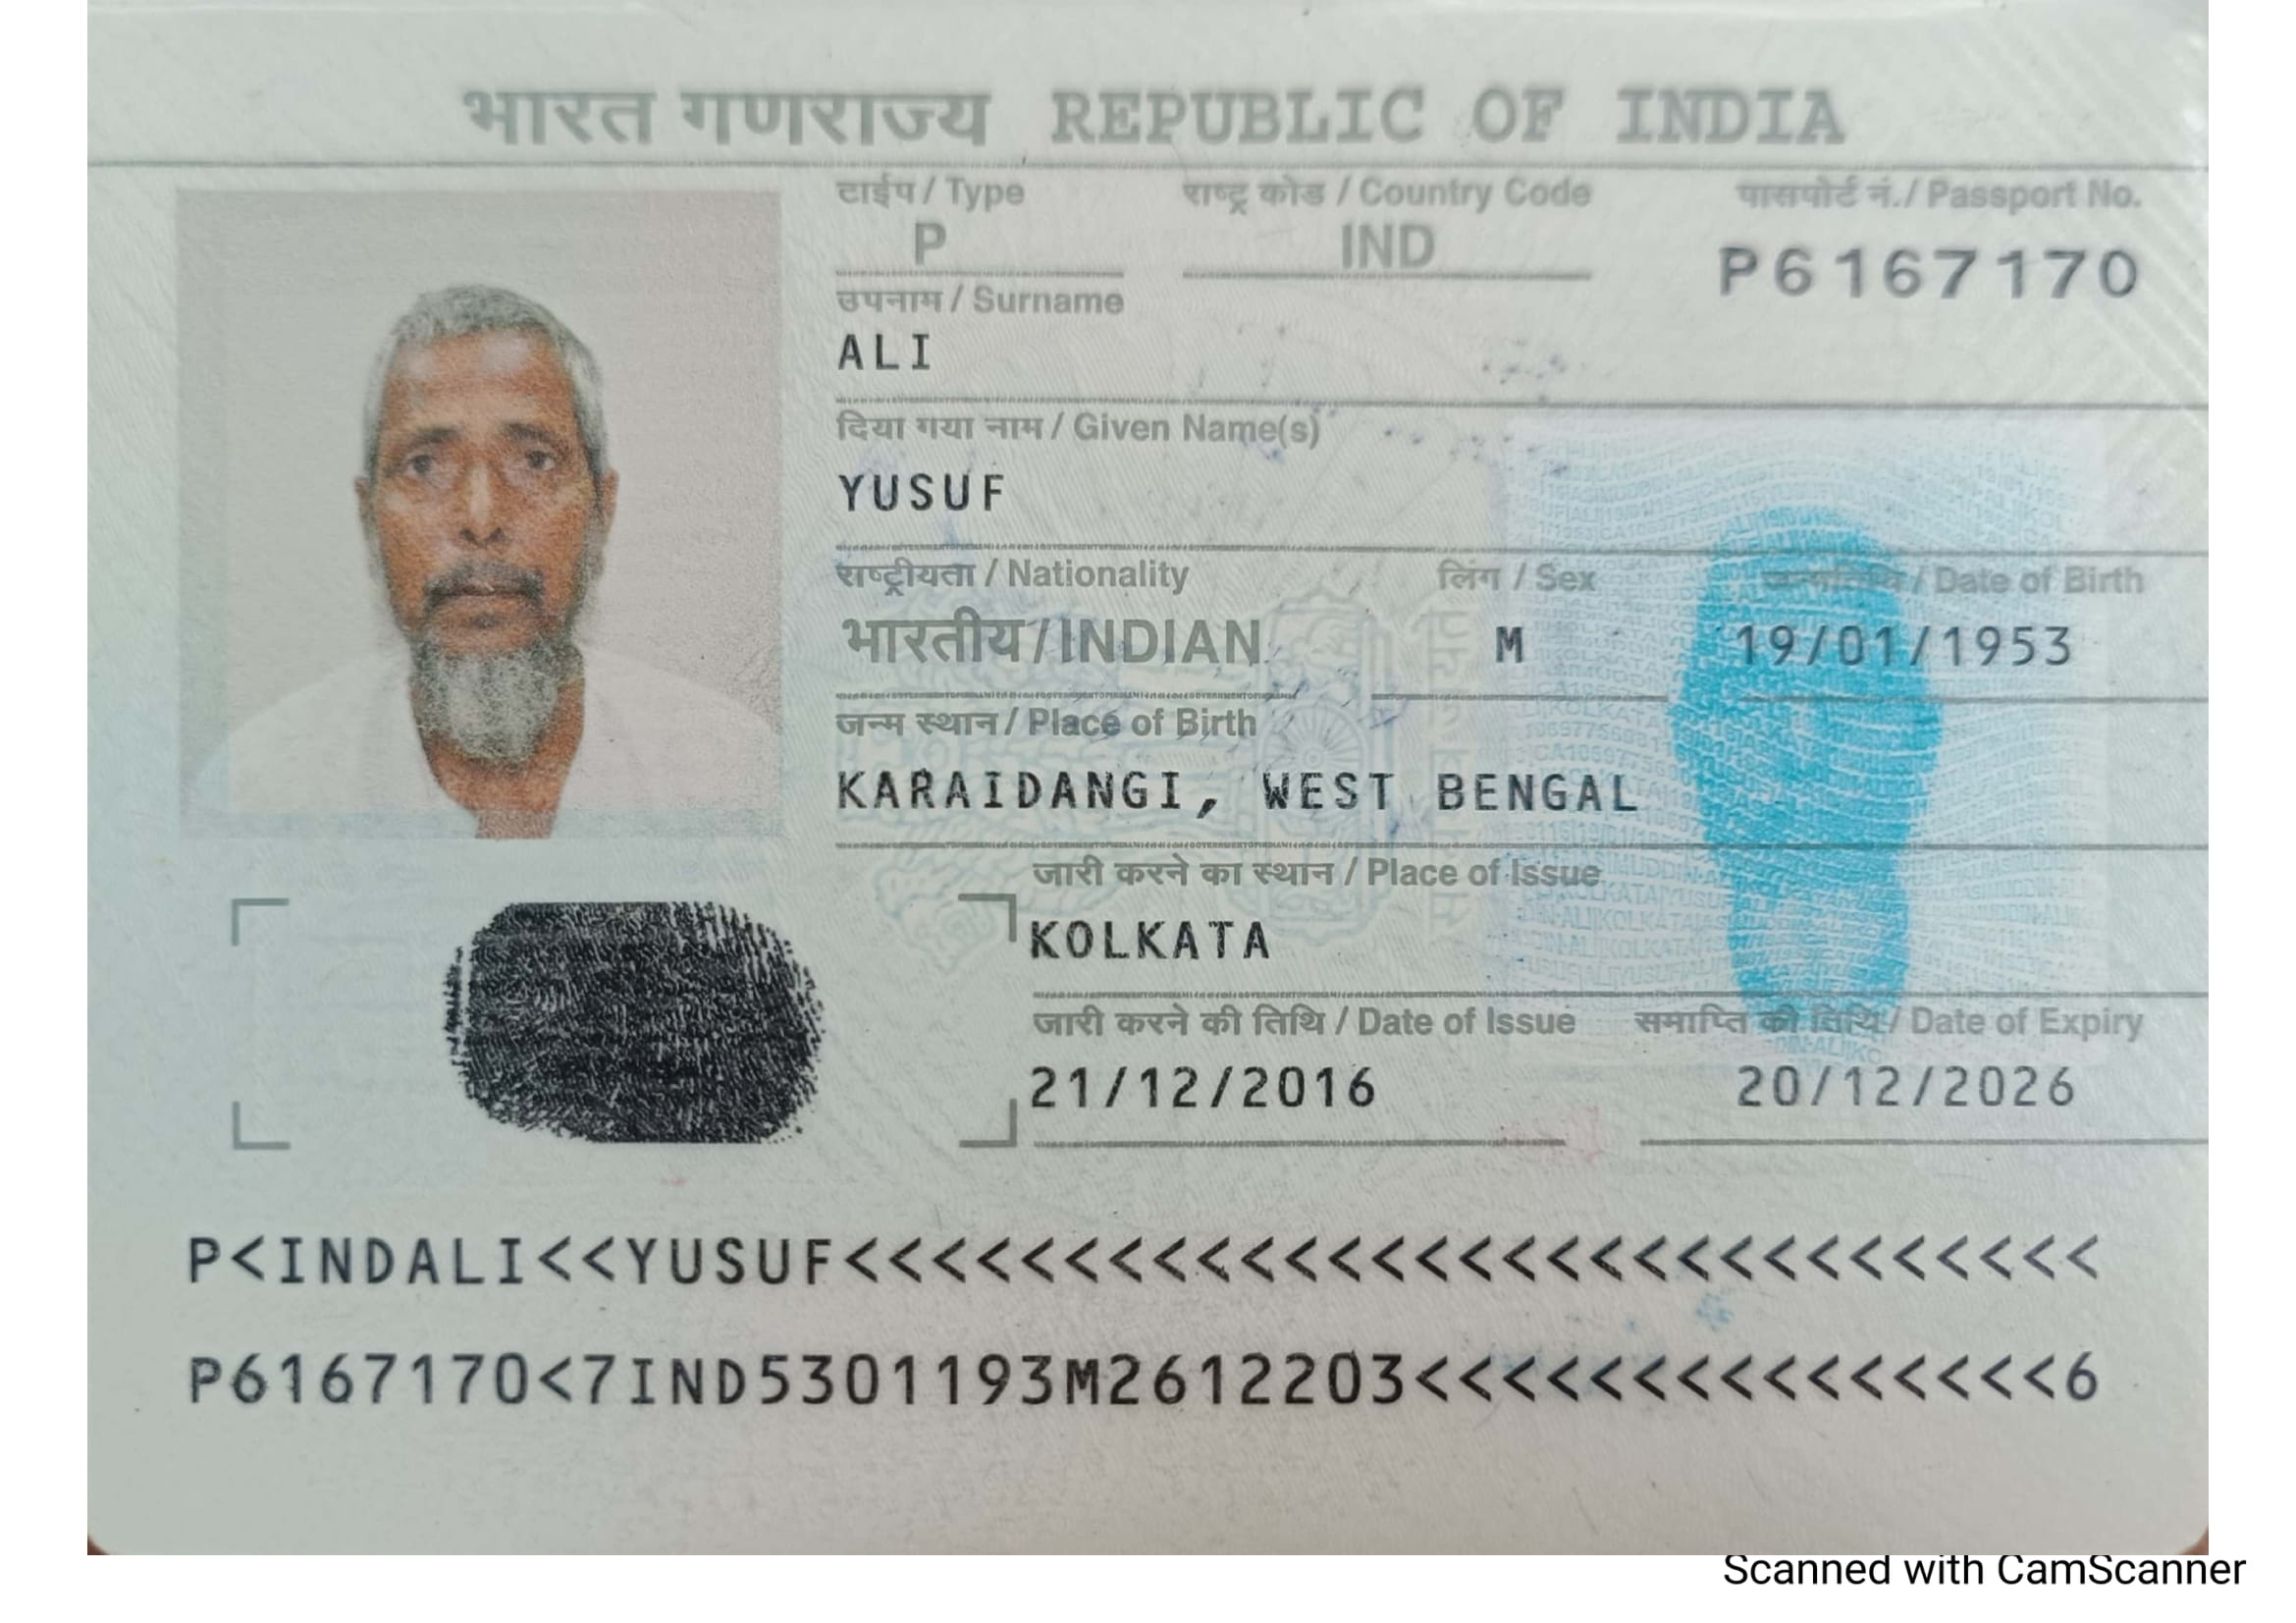 भारत गणराज्य REPUBLIC OF INDIA
टाईप / Type राष्ट्र कोड / Country Code पासपोर्ट नं. / Passport No.
P IND P6167170
उपनाम / Surname
ALI
दिया गया नाम / Given Name(s)
YUSUF
राष्ट्रीयता / Nationality लिंग / Sex जन्मतिथि / Date of Birth
भारतीय / INDIAN M 19/01/1953
जन्म स्थान / Place of Birth
KARAIDANGI, WEST BENGAL
जारी करने का स्थान / Place of Issue
KOLKATA
जारी करने की तिथि / Date of Issue समाप्ति की तिथि / Date of Expiry
21/12/2016 20/12/2026
P<INDALI<<YUSUF<<<<<<<<<<<<<<<<<<<<<<<<<<<<<
P6167170<7IND5301193M2612203<<<<<<<<<<<<<<<6
Scanned with CamScanner